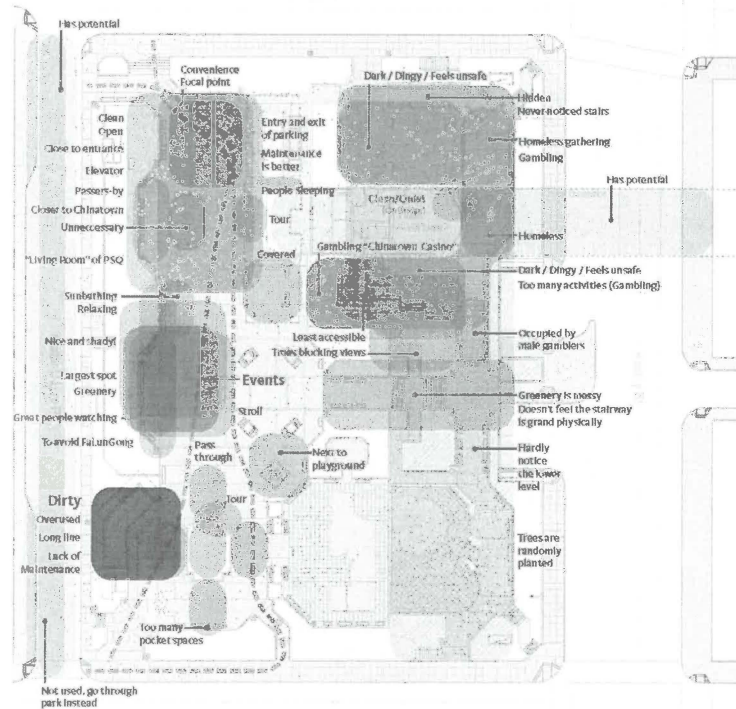 Has potential
Convenience
Focal point
Dark / Dingy / Feels unsafe
Hidden
Never noticed stairs
Clean
Open
Entry and exit
of parking
Close to entrance
Maintenance
is better
Homeless gathering
Gambling
Elevator
Passers-by
People Sleeping
Has potential
Clean/Quiet
Closer to Chinatown
Tour
Unneccessary
Homeless
Gambling "Chinatown Casino"
Covered
"Living Room" of PSQ
Dark / Dingy / Feels unsafe
Too many activities (Gambling)
Sunbathing
Relaxing
Least accessible
Occupied by
male gamblers
Nice and shady!
Trees blocking views
Largest spot
Greenery
Events
Greenery is messy
Doesn't feel the stairway
is grand physically
Great people watching
Stroll
To avoid FaLunGong
Pass
through
Next to
playground
Hardly
notice
the lower
level
Dirty
Overused
Long line
Lack of
Maintenance
Tour
Trees are
randomly
planted
Too many
pocket spaces
Not used, go through
park instead